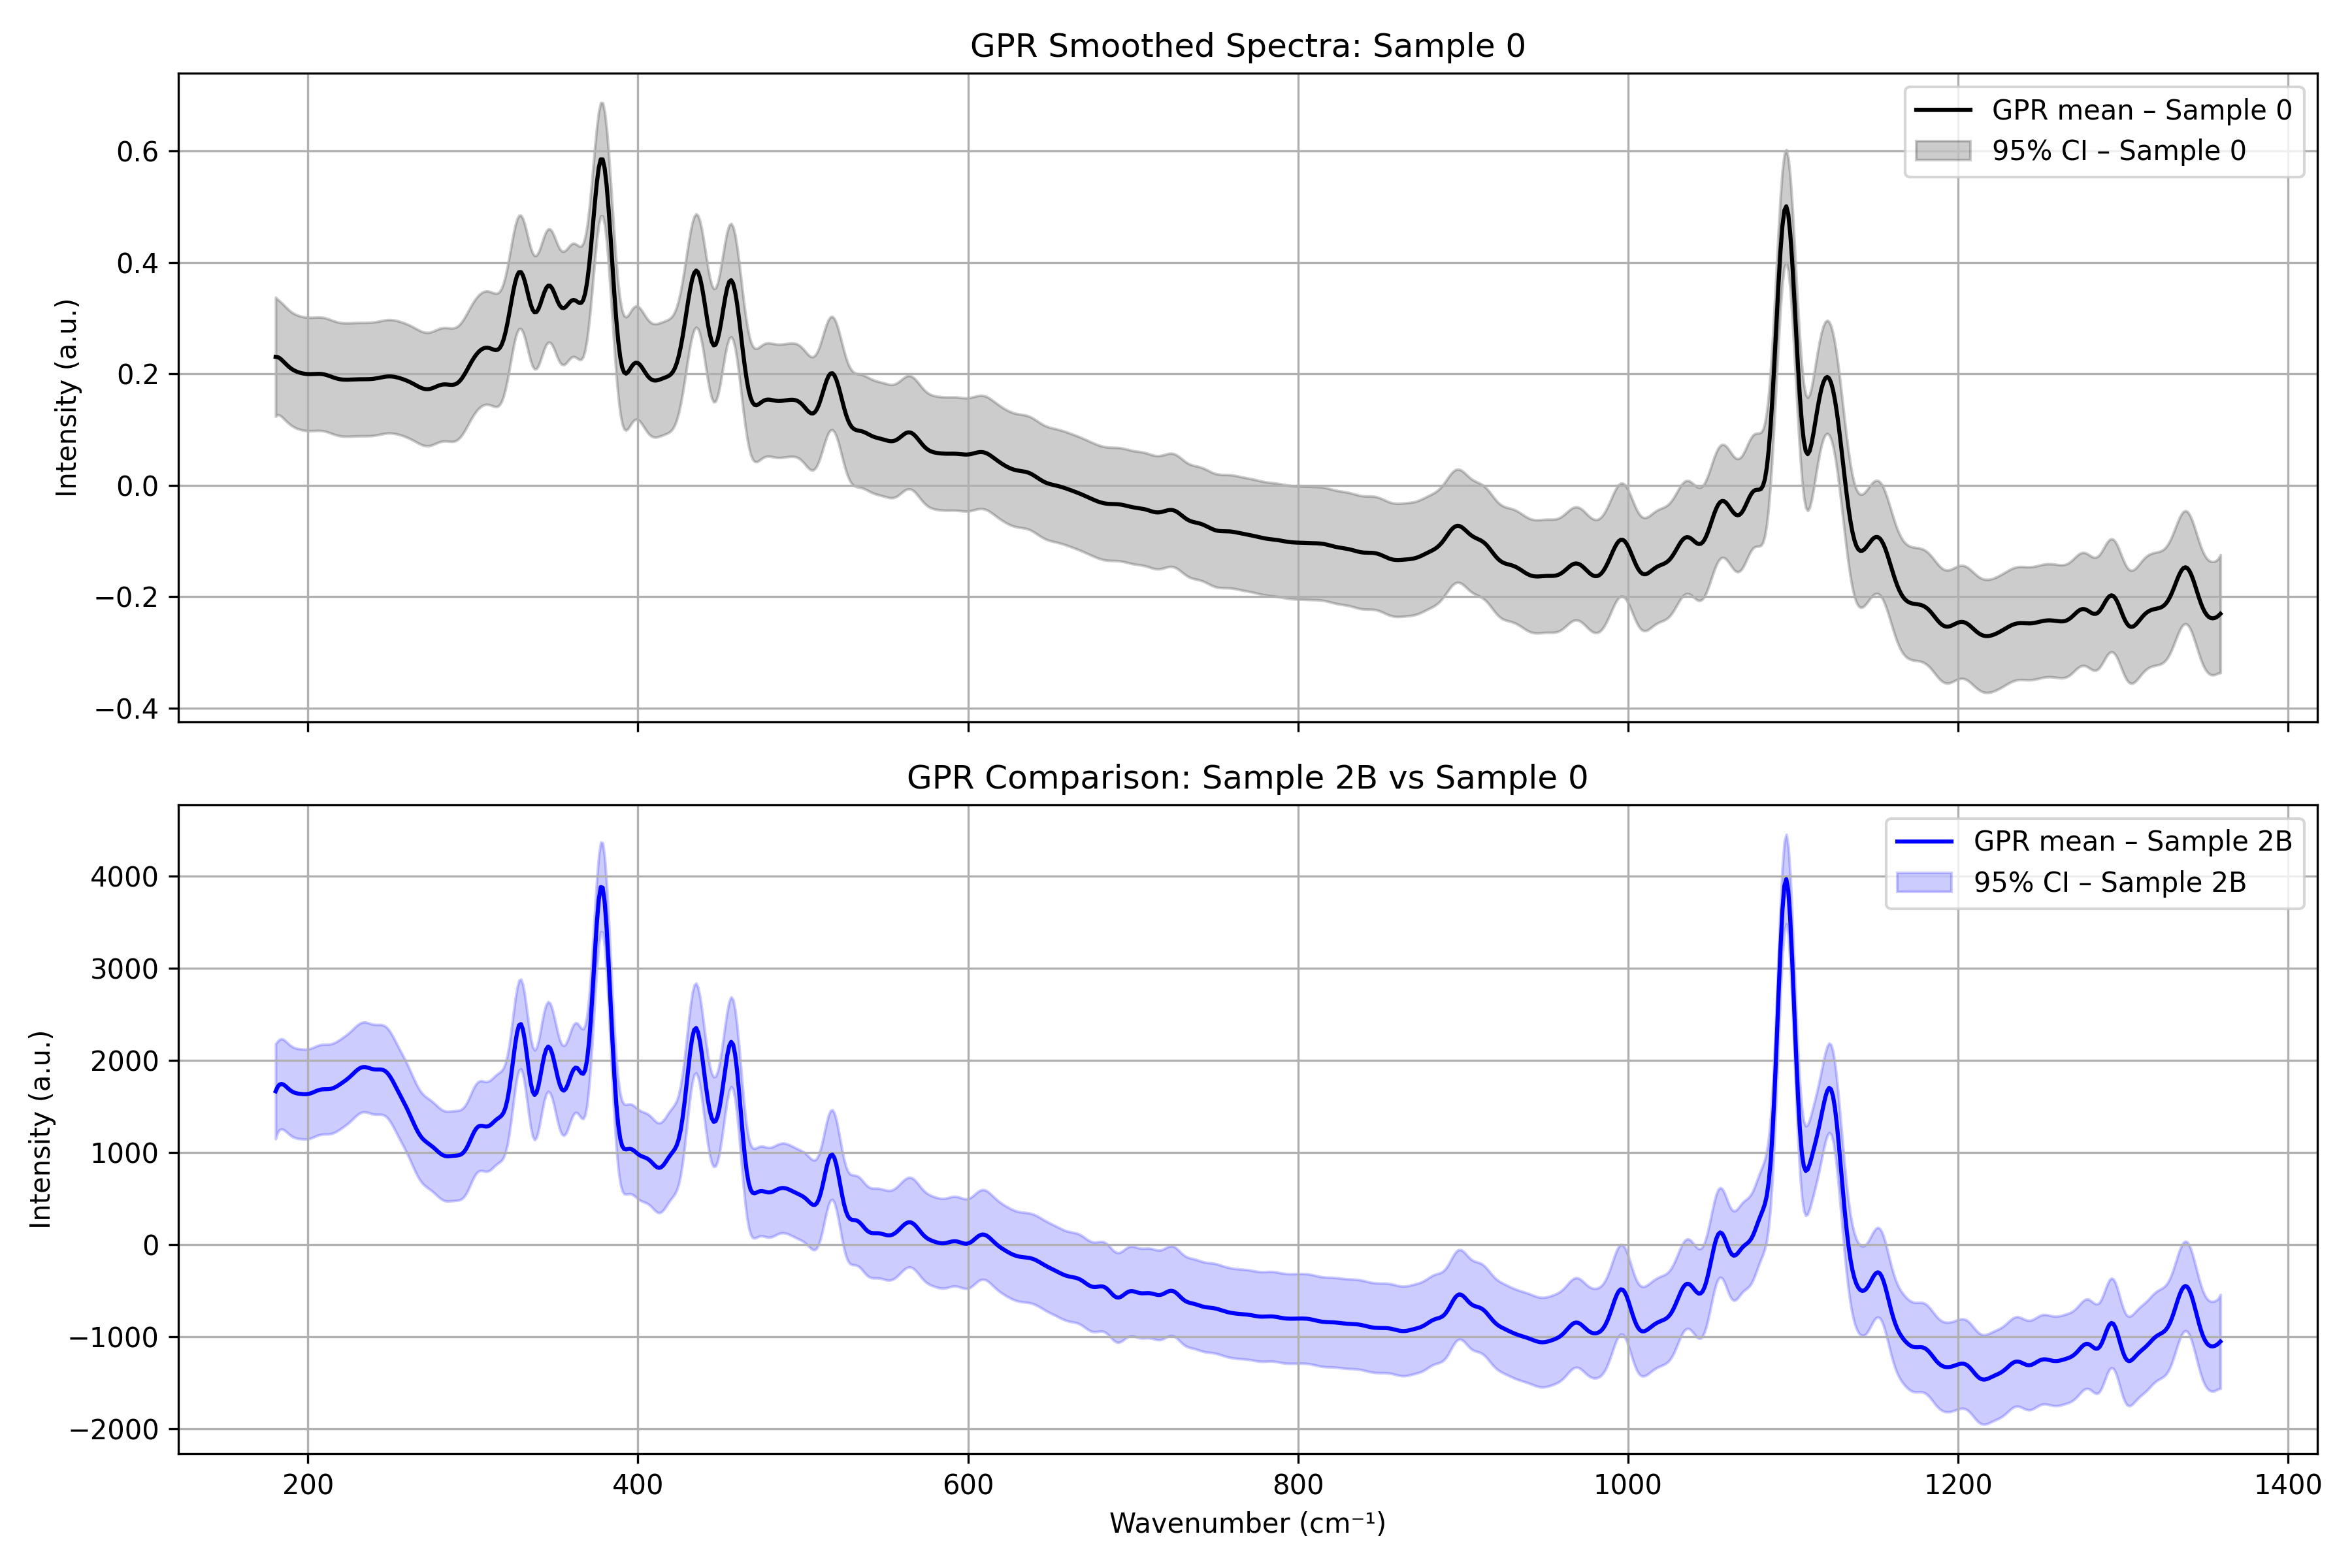 GPR Smoothed Spectra: Sample 0
GPR mean – Sample 0
95% CI – Sample 0
Intensity (a.u.)
0.6
0.4
0.2
0.0
−0.2
−0.4
GPR Comparison: Sample 2B vs Sample 0
GPR mean – Sample 2B
95% CI – Sample 2B
Intensity (a.u.)
4000
3000
2000
1000
0
−1000
−2000
200 400 600 800 1000 1200 1400
Wavenumber (cm⁻¹)